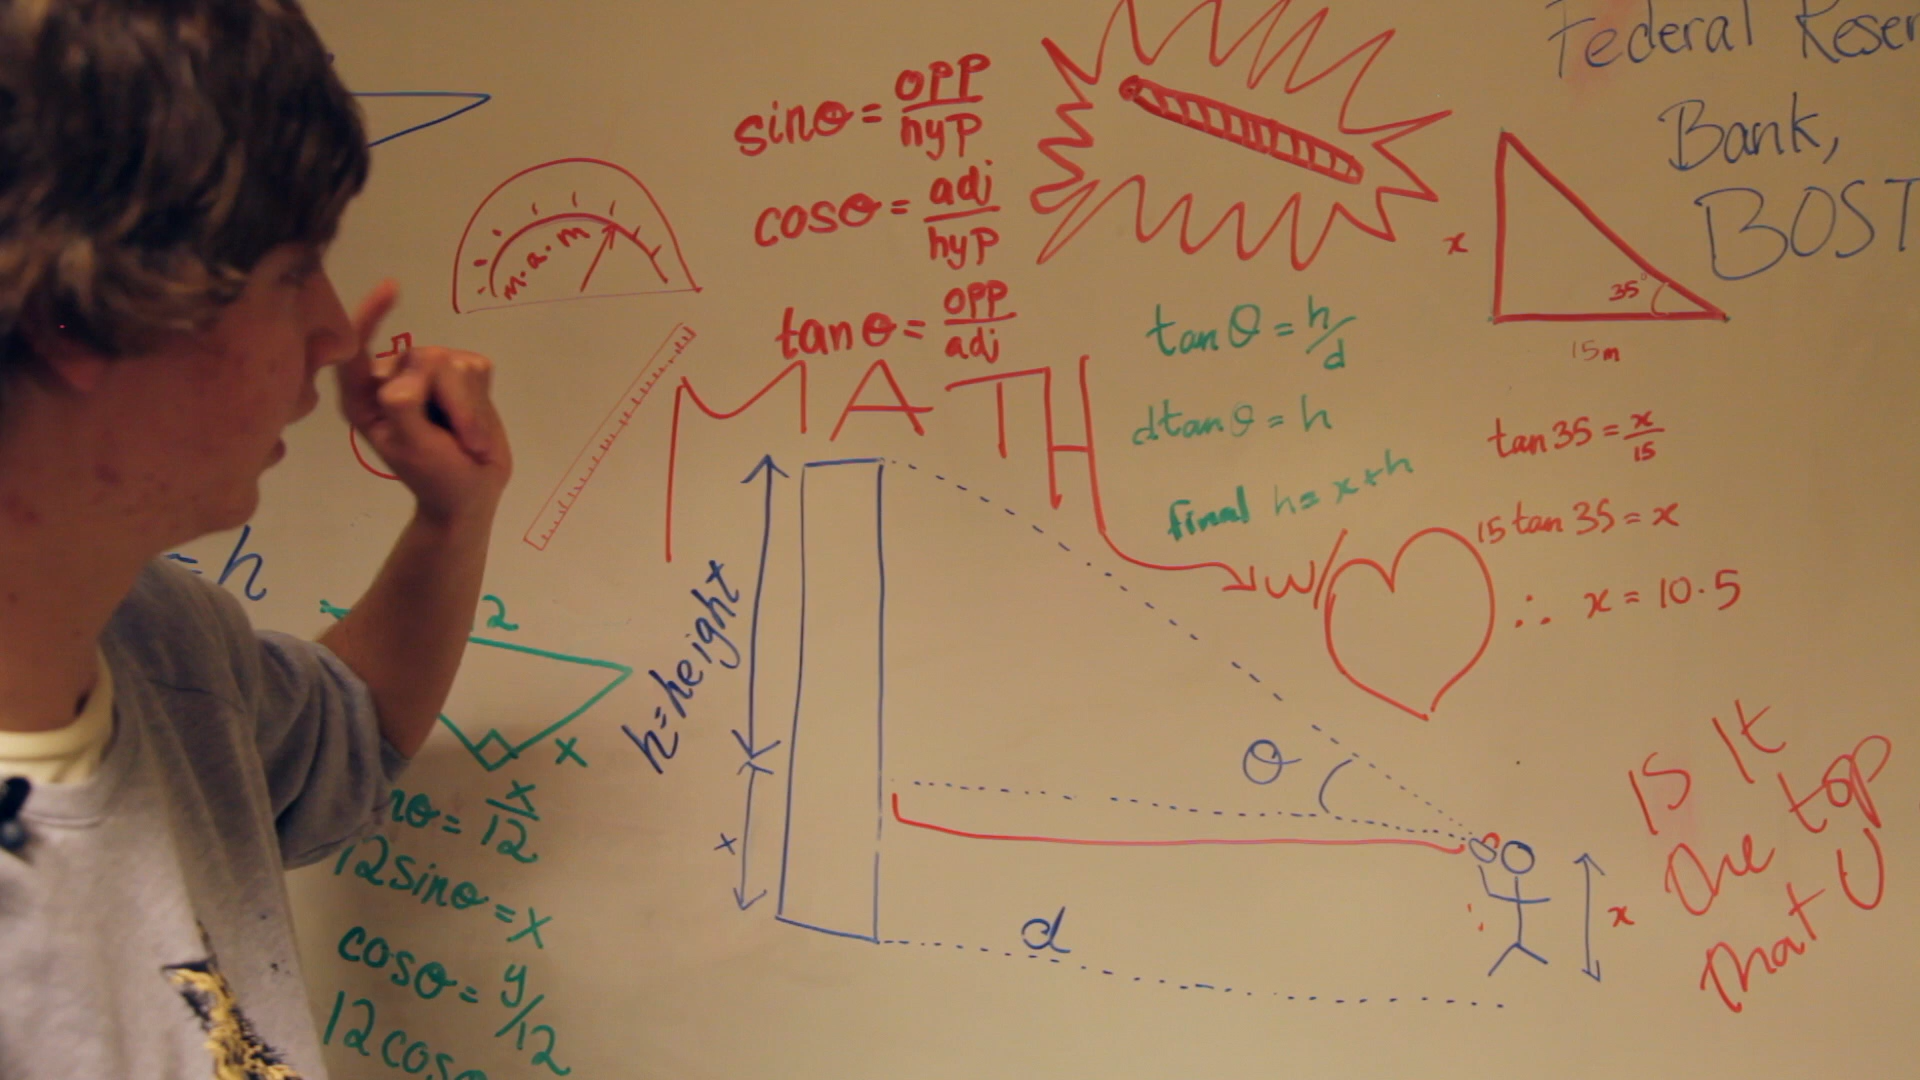 Federal Reser
Bank,
BOST
sinθ = opp/hyp
cosθ = adj/hyp
tanθ = opp/adj
m.a.m
MATH
w/
tanθ = h/d
dtanθ = h
final h = x + h
x
35°
15m
tan 35 = x/15
15 tan 35 = x
∴ x = 10.5
= h
2
x
nθ = x/12
12sinθ = x
cosθ = y/12
12cosθ
h = height
x
θ
d
x
IS It
the top
that U